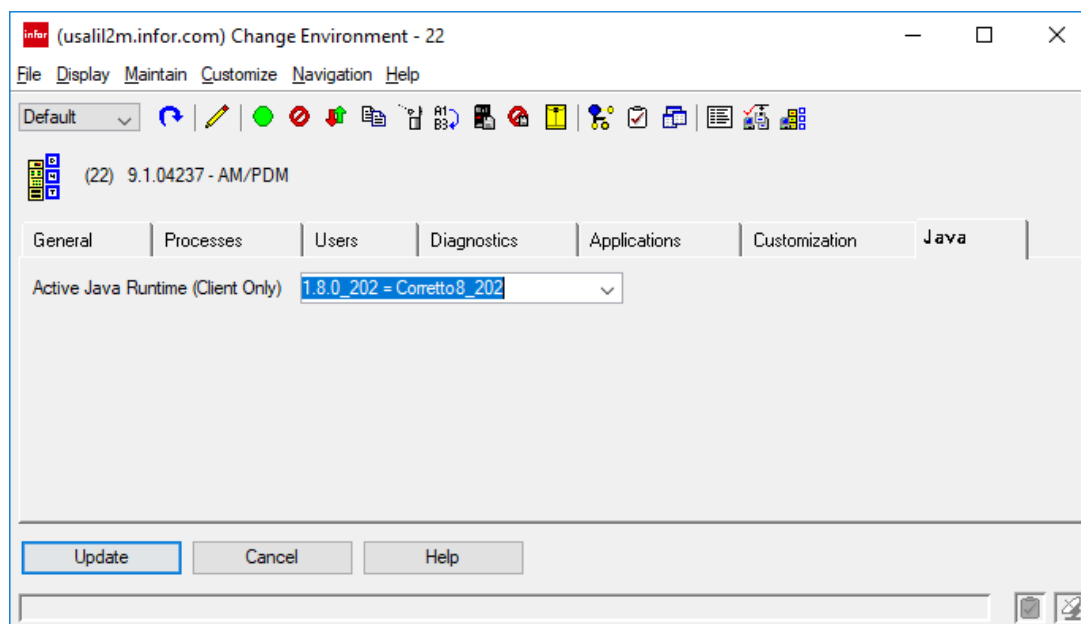 infor (usalil2m.infor.com) Change Environment - 22
File Display Maintain Customize Navigation Help
Default
(22) 9.1.04237 - AM/PDM
General Processes Users Diagnostics Applications Customization Java
Active Java Runtime (Client Only) 1.8.0_202 = Corretto8_202
Update Cancel Help